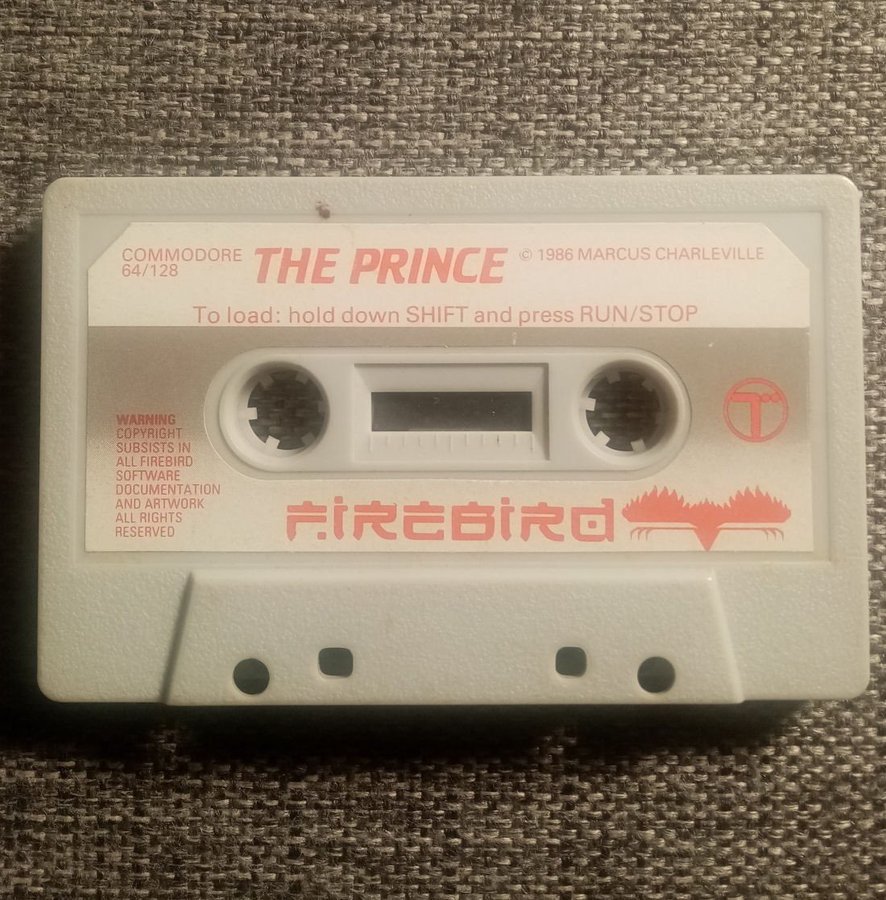 COMMODORE
64/128
THE PRINCE
© 1986 MARCUS CHARLEVILLE
To load: hold down SHIFT and press RUN/STOP
WARNING
COPYRIGHT
SUBSISTS IN
ALL FIREBIRD
SOFTWARE
DOCUMENTATION
AND ARTWORK
ALL RIGHTS
RESERVED
FIREBIRD